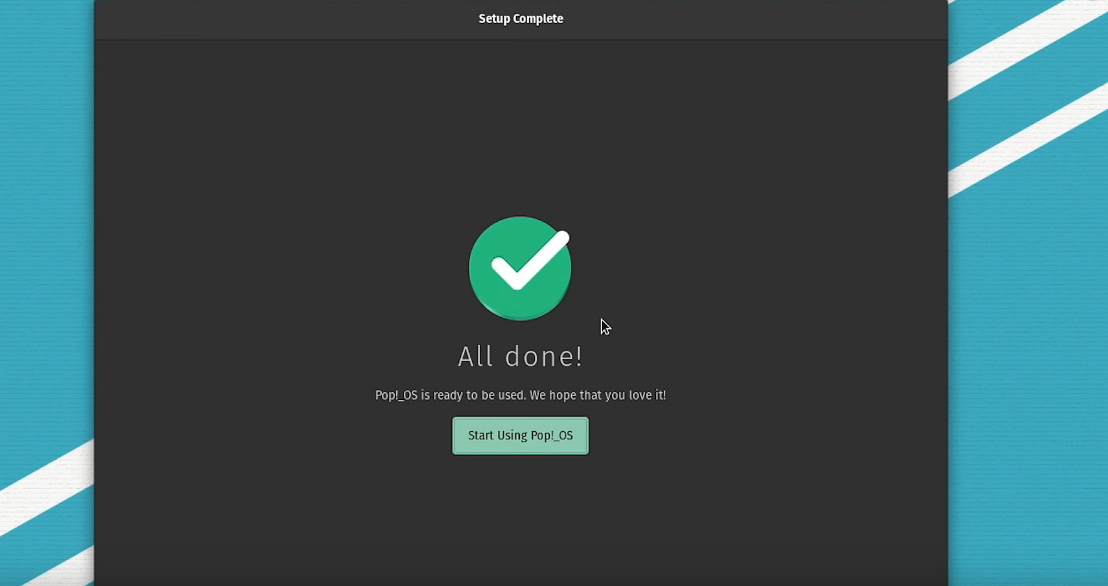 Setup Complete
All done!
Pop!_OS is ready to be used. We hope that you love it!
Start Using Pop!_OS